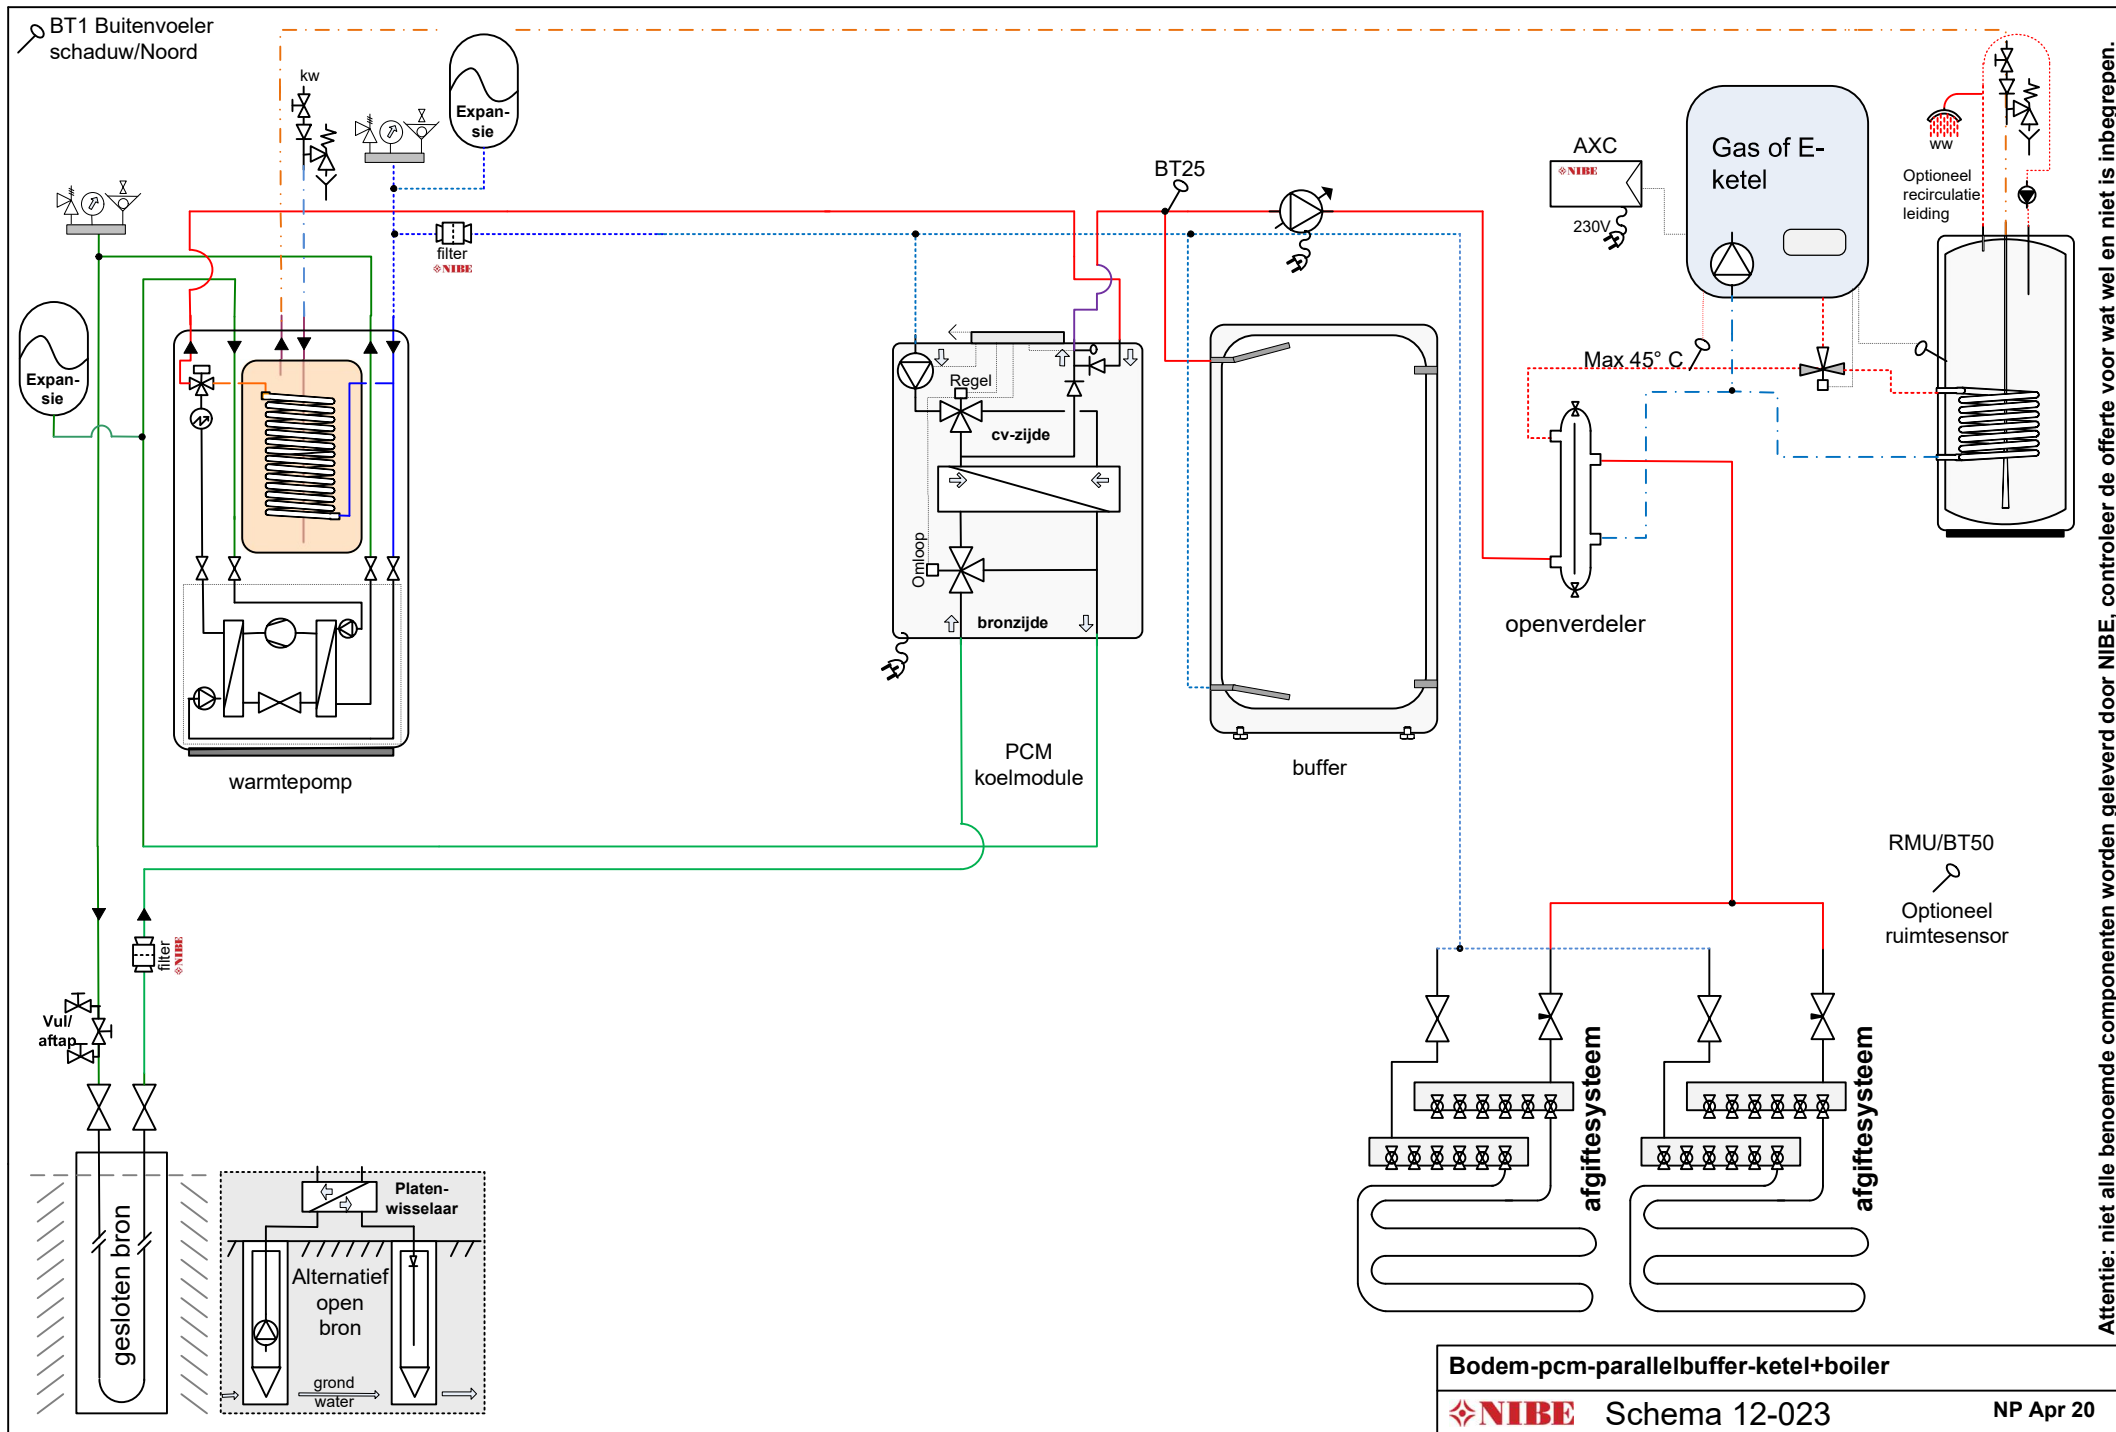 BT1 Buitenvoeler
schaduw/Noord
kw
Expan-
sie
Expan-
sie
filter
NIBE
BT25
AXC
NIBE
230V
Gas of E-
ketel
ww
Optioneel
recirculatie
leiding
Max 45° C
Regel
cv-zijde
Omloop
bronzijde
PCM
koelmodule
warmtepomp
buffer
openverdeler
RMU/BT50
Optioneel
ruimtesensor
filter
NIBE
Vul/
aftap
gesloten bron
Platen-
wisselaar
Alternatief
open
bron
grond
water
afgiftesysteem
afgiftesysteem
Attentie: niet alle benoemde componenten worden geleverd door NIBE, controleer de offerte voor wat wel en niet is inbegrepen.
Bodem-pcm-parallelbuffer-ketel+boiler
NIBE Schema 12-023 NP Apr 20